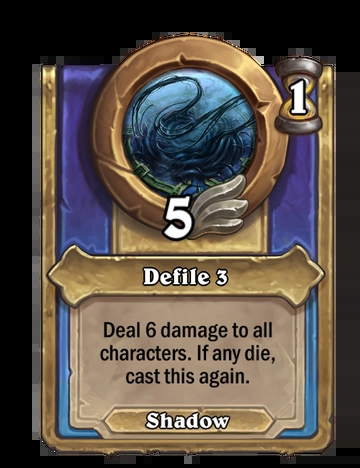 1
5
Defile 3
Deal 6 damage to all
characters. If any die,
cast this again.
Shadow